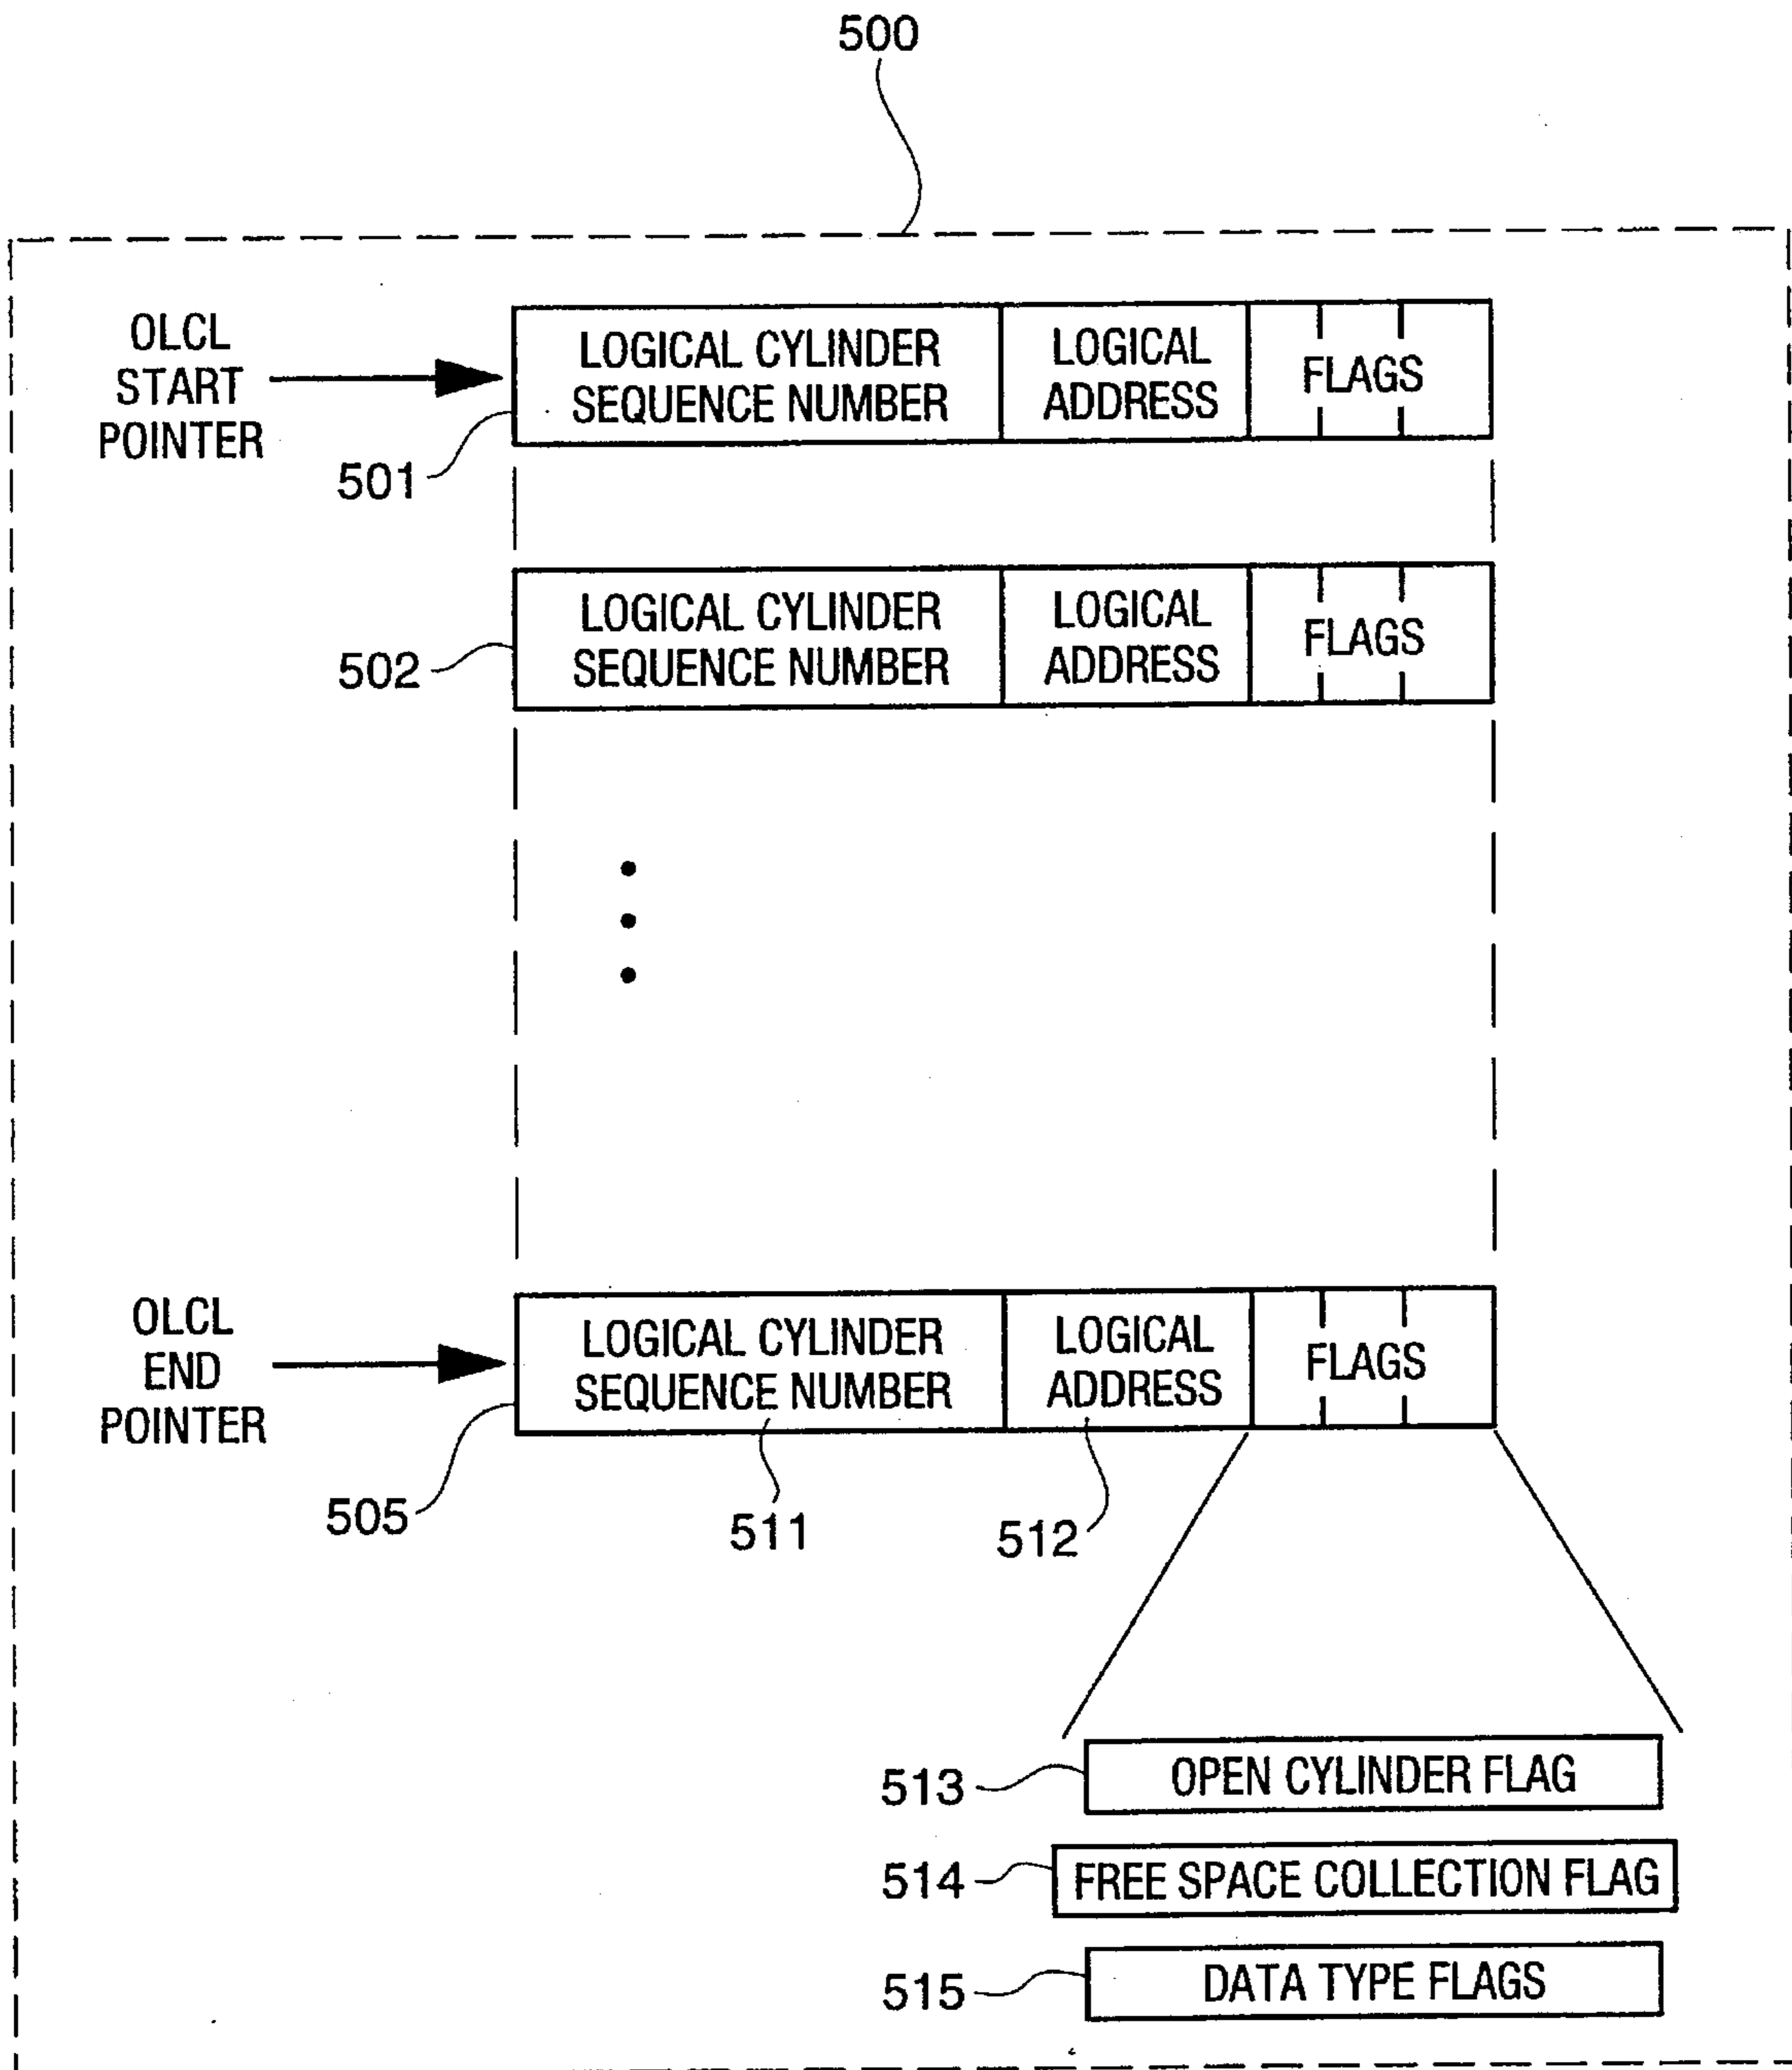 500
OLCL
START
POINTER
LOGICAL CYLINDER
SEQUENCE NUMBER
LOGICAL
ADDRESS
FLAGS
501
LOGICAL CYLINDER
SEQUENCE NUMBER
LOGICAL
ADDRESS
FLAGS
502
OLCL
END
POINTER
LOGICAL CYLINDER
SEQUENCE NUMBER
LOGICAL
ADDRESS
FLAGS
505
511
512
513
OPEN CYLINDER FLAG
514
FREE SPACE COLLECTION FLAG
515
DATA TYPE FLAGS